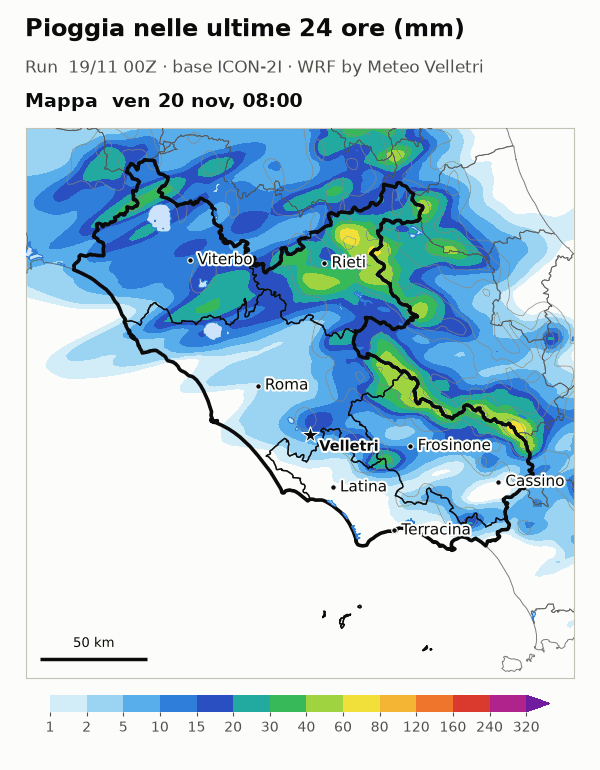 Pioggia nelle ultime 24 ore (mm)
Run 19/11 00Z · base ICON-2I · WRF by Meteo Velletri
Mappa ven 20 nov, 08:00
Viterbo
Rieti
Roma
Velletri
Frosinone
Cassino
Latina
Terracina
50 km
1 2 5 10 15 20 30 40 60 80 120 160 240 320